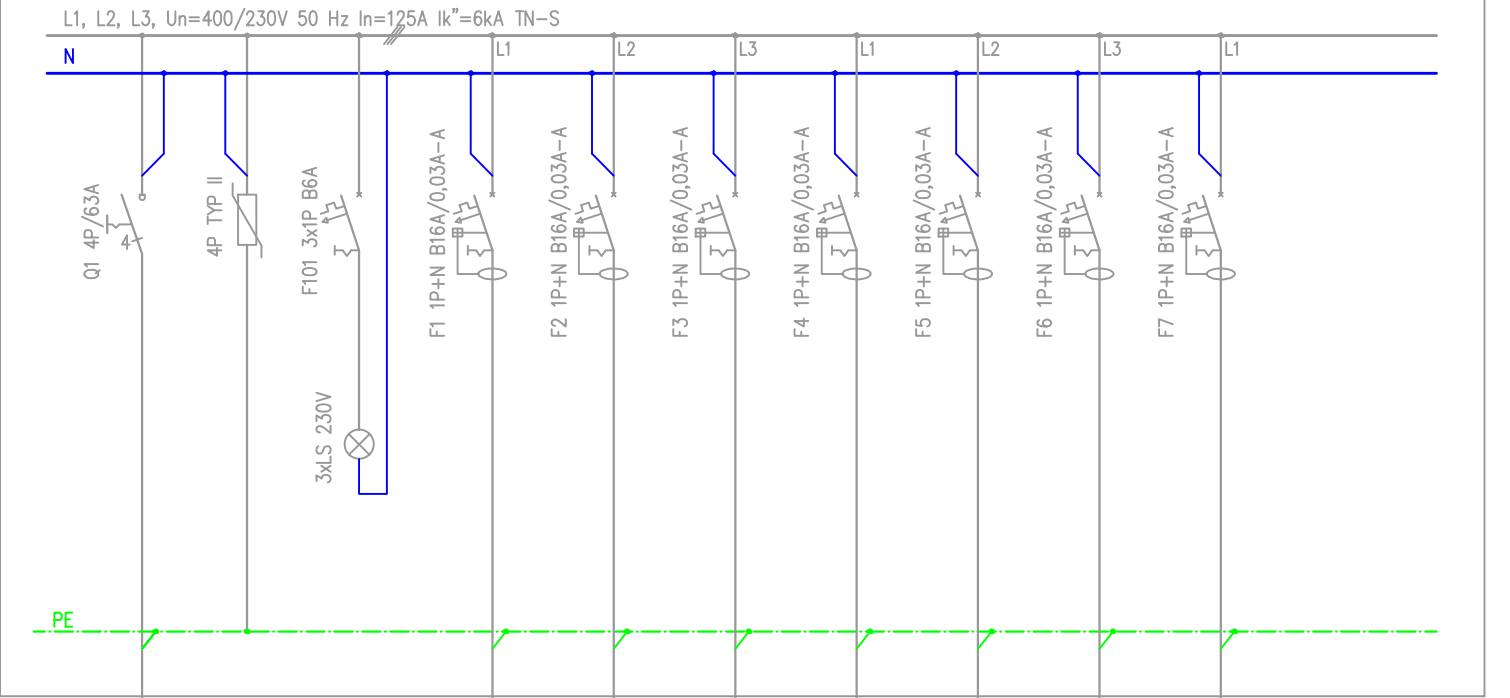 L1, L2, L3, Un=400/230V 50 Hz In=125A Ik"=6kA TN-S
N
L1
L2
L3
L1
L2
L3
L1
Q1 4P/63A
4
4P TYP II
F101 3x1P B6A
3xLS 230V
F1 1P+N B16A/0,03A-A
F2 1P+N B16A/0,03A-A
F3 1P+N B16A/0,03A-A
F4 1P+N B16A/0,03A-A
F5 1P+N B16A/0,03A-A
F6 1P+N B16A/0,03A-A
F7 1P+N B16A/0,03A-A
PE